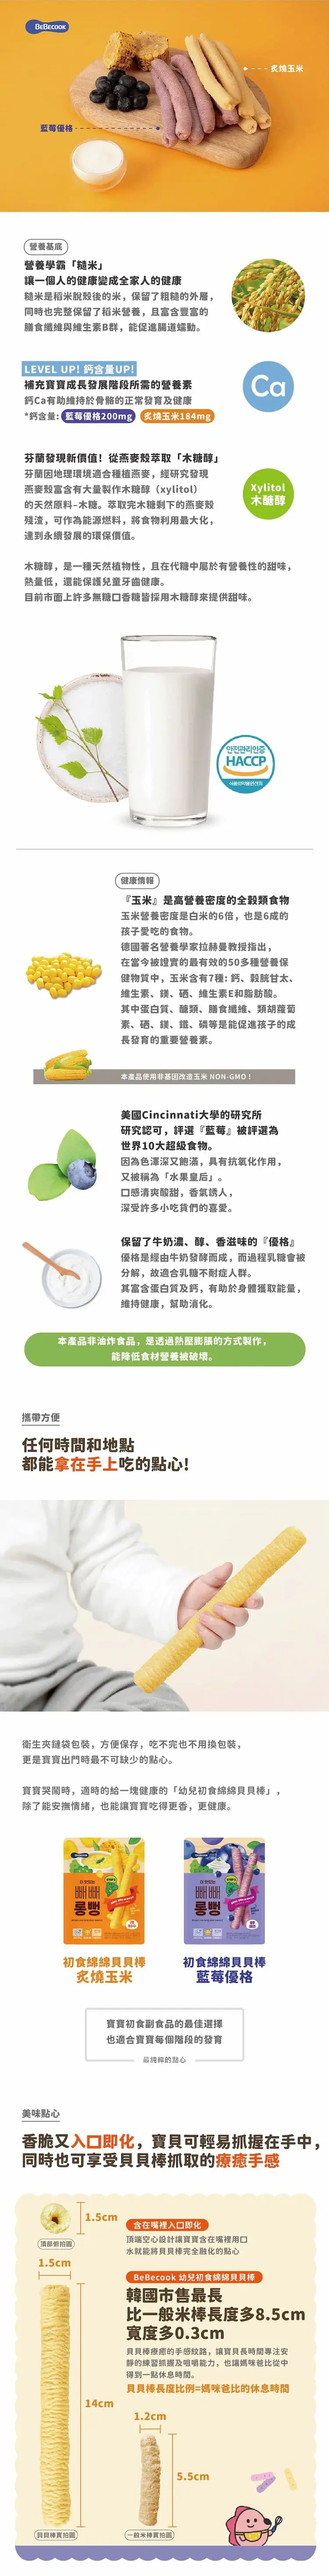 BEBECOOK
炙燒玉米
藍莓優格
營養基底
營養學霸「糙米」
讓一個人的健康變成全家人的健康
糙米是稻米脫殼後的米，保留了粗糙的外層，
同時也完整保留了稻米營養，且富含豐富的
膳食纖維與維生素B群，能促進腸道蠕動。
LEVEL UP! 鈣含量UP!
補充寶寶成長發展階段所需的營養素
鈣Ca有助維持於骨骼的正常發育及健康
*鈣含量: 藍莓優格200mg 炙燒玉米184mg
Ca
芬蘭發現新價值！從燕麥殼萃取「木糖醇」
芬蘭因地理環境適合種植燕麥，經研究發現
燕麥殼富含有大量製作木糖醇（xylitol）
的天然原料-木糖。萃取完木糖剩下的燕麥殼
殘渣，可作為能源燃料，將食物利用最大化，
達到永續發展的環保價值。
Xylitol
木醣醇
木糖醇，是一種天然植物性，且在代糖中屬於有營養性的甜味，
熱量低，還能保護兒童牙齒健康。
目前市面上許多無糖口香糖皆採用木糖醇來提供甜味。
안전관리인증
HACCP
식품의약품안전처
健康情報
『玉米』是高營養密度的全穀類食物
玉米營養密度是白米的6倍，也是6成的
孩子愛吃的食物。
德國著名營養學家拉赫曼教授指出，
在當今被證實的最有效的50多種營養保
健物質中，玉米含有7種: 鈣、穀胱甘太、
維生素、鎂、硒、維生素E和脂肪酸。
其中蛋白質、醣類、膳食纖維、類胡蘿蔔
素、硒、鎂、鐵、磷等是能促進孩子的成
長發育的重要營養素。
本產品使用非基因改造玉米 NON-GMO！
美國Cincinnati大學的研究所
研究認可，評選『藍莓』被評選為
世界10大超級食物。
因為色澤深又飽滿，具有抗氧化作用，
又被稱為「水果皇后」。
口感清爽酸甜，香氣誘人，
深受許多小吃貨們的喜愛。
保留了牛奶濃、醇、香滋味的『優格』
優格是經由牛奶發酵而成，而過程乳糖會被
分解，故適合乳糖不耐症人群。
其富含蛋白質及鈣，有助於身體獲取能量，
維持健康，幫助消化。
本產品非油炸食品，是透過熱壓膨脹的方式製作，
能降低食材營養被破壞。
攜帶方便
任何時間和地點
都能拿在手上吃的點心!
衛生夾鏈袋包裝，方便保存，吃不完也不用換包裝，
更是寶寶出門時最不可缺少的點心。
寶寶哭鬧時，適時的給一塊健康的「幼兒初食綿綿貝貝棒」，
除了能安撫情緒，也能讓寶寶吃得更香，更健康。
빼빼
롱뻥
빼빼
롱뻥
初食綿綿貝貝棒
炙燒玉米
初食綿綿貝貝棒
藍莓優格
寶寶初食副食品的最佳選擇
也適合寶寶每個階段的發育
最純粹的點心
美味點心
香脆又入口即化，寶貝可輕易抓握在手中，
同時也可享受貝貝棒抓取的療癒手感
1.5cm
頂部俯拍圖
含在嘴裡入口即化
頂端空心設計讓寶寶含在嘴裡用口
水就能將貝貝棒完全融化的點心
1.5cm
BeBecook 幼兒初食綿綿貝貝棒
韓國市售最長
比一般米棒長度多8.5cm
寬度多0.3cm
貝貝棒療癒的手感紋路，讓寶貝長時間專注安
靜的練習抓握及咀嚼能力，也讓媽咪爸比從中
得到一點休息時間。
貝貝棒長度比例=媽咪爸比的休息時間
14cm
1.2cm
5.5cm
貝貝棒實拍圖
一般米棒實拍圖